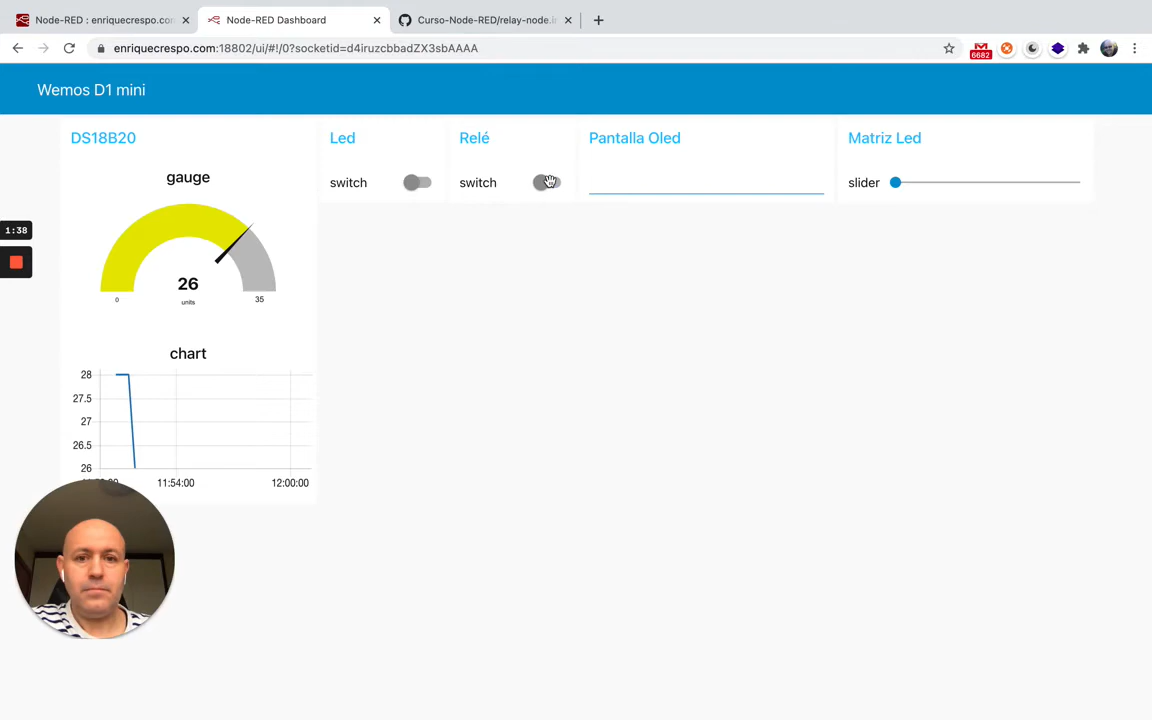 Node-RED : enriquecrespo.con
Node-RED Dashboard
Curso-Node-RED/relay-node.i
enriquecrespo.com:18802/ui/#!/0?socketid=d4iruzcbbadZX3sbAAAA
6682
Wemos D1 mini
DS18B20
gauge
26
units
0
35
chart
28
27.5
27
26.5
26
11:54:00
12:00:00
Led
switch
Relé
switch
Pantalla Oled
Matriz Led
slider
1:38